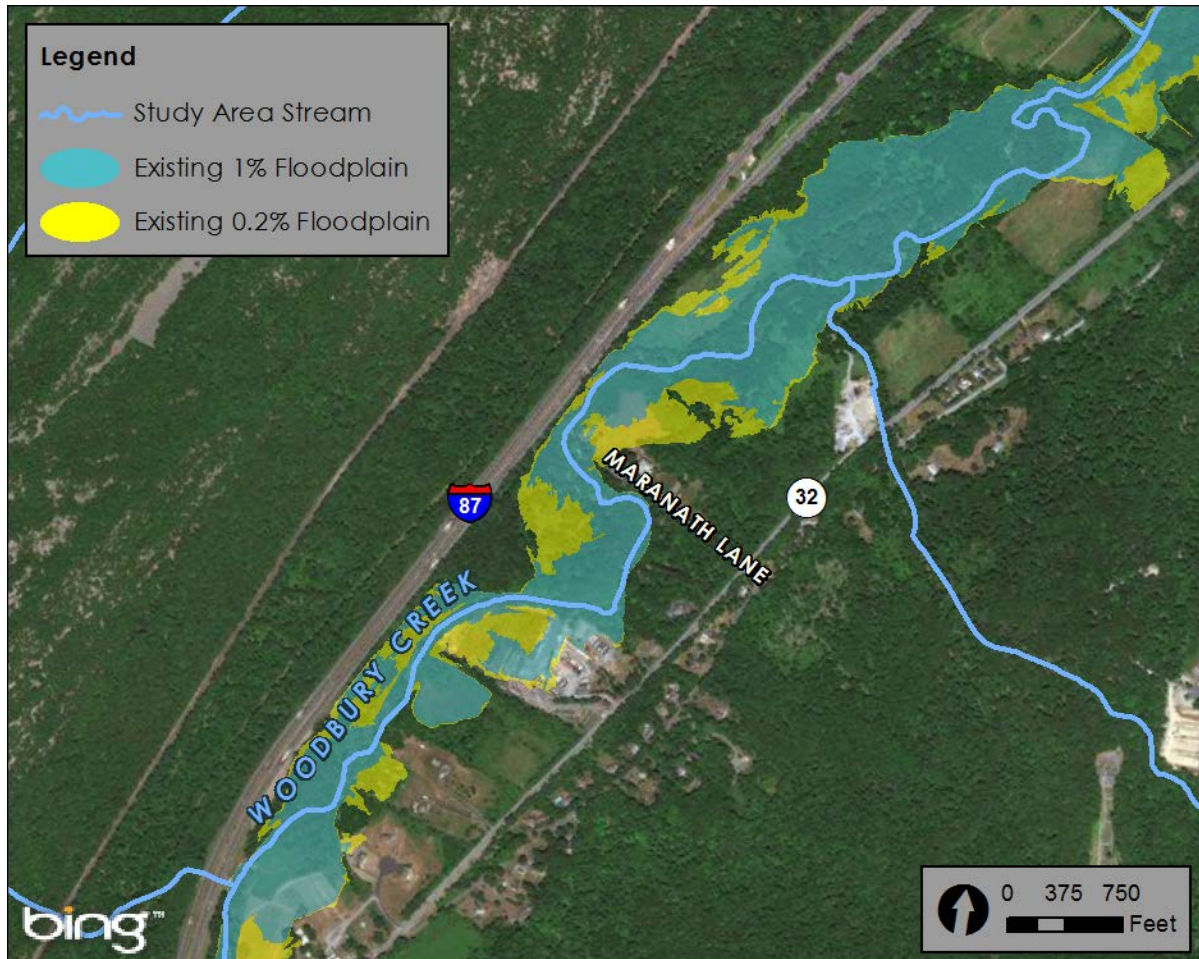 Legend
Study Area Stream
Existing 1% Floodplain
Existing 0.2% Floodplain
87
MARANATH LANE
32
WOODBURY CREEK
bing™
0 375 750
Feet